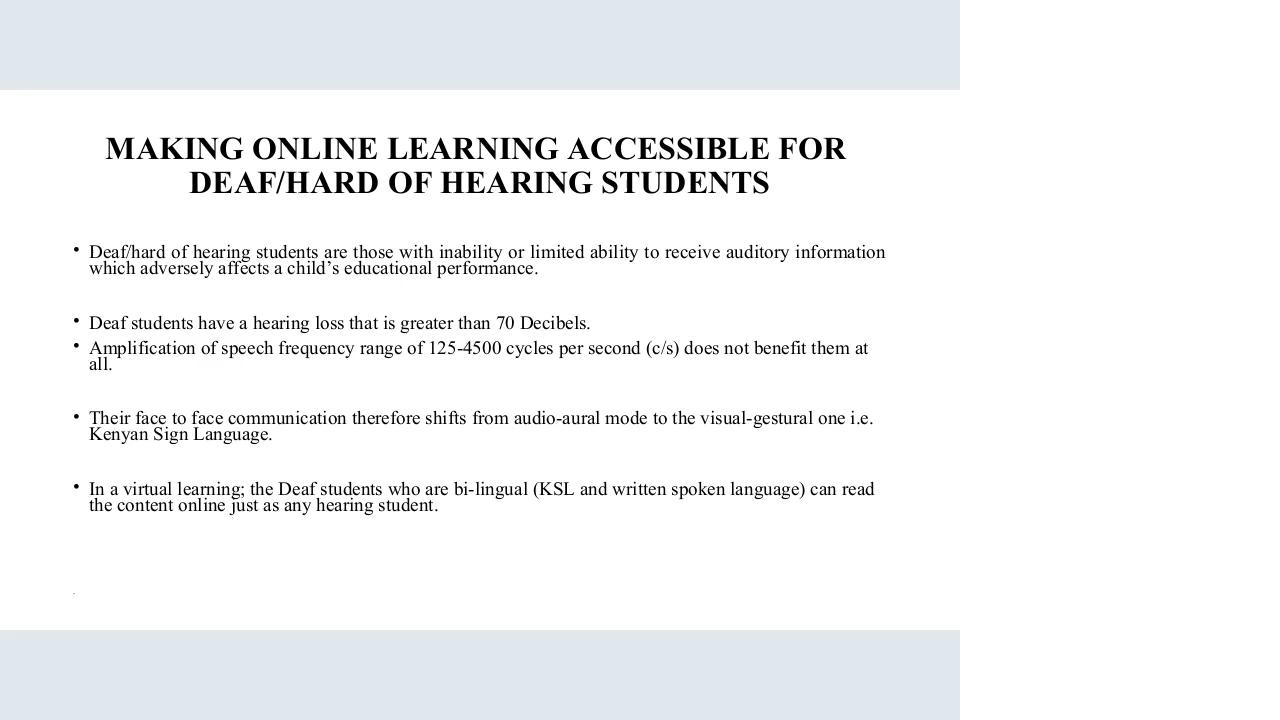 MAKING ONLINE LEARNING ACCESSIBLE FOR
DEAF/HARD OF HEARING STUDENTS
• Deaf/hard of hearing students are those with inability or limited ability to receive auditory information
which adversely affects a child’s educational performance.
• Deaf students have a hearing loss that is greater than 70 Decibels.
• Amplification of speech frequency range of 125-4500 cycles per second (c/s) does not benefit them at
all.
• Their face to face communication therefore shifts from audio-aural mode to the visual-gestural one i.e.
Kenyan Sign Language.
• In a virtual learning; the Deaf students who are bi-lingual (KSL and written spoken language) can read
the content online just as any hearing student.
.